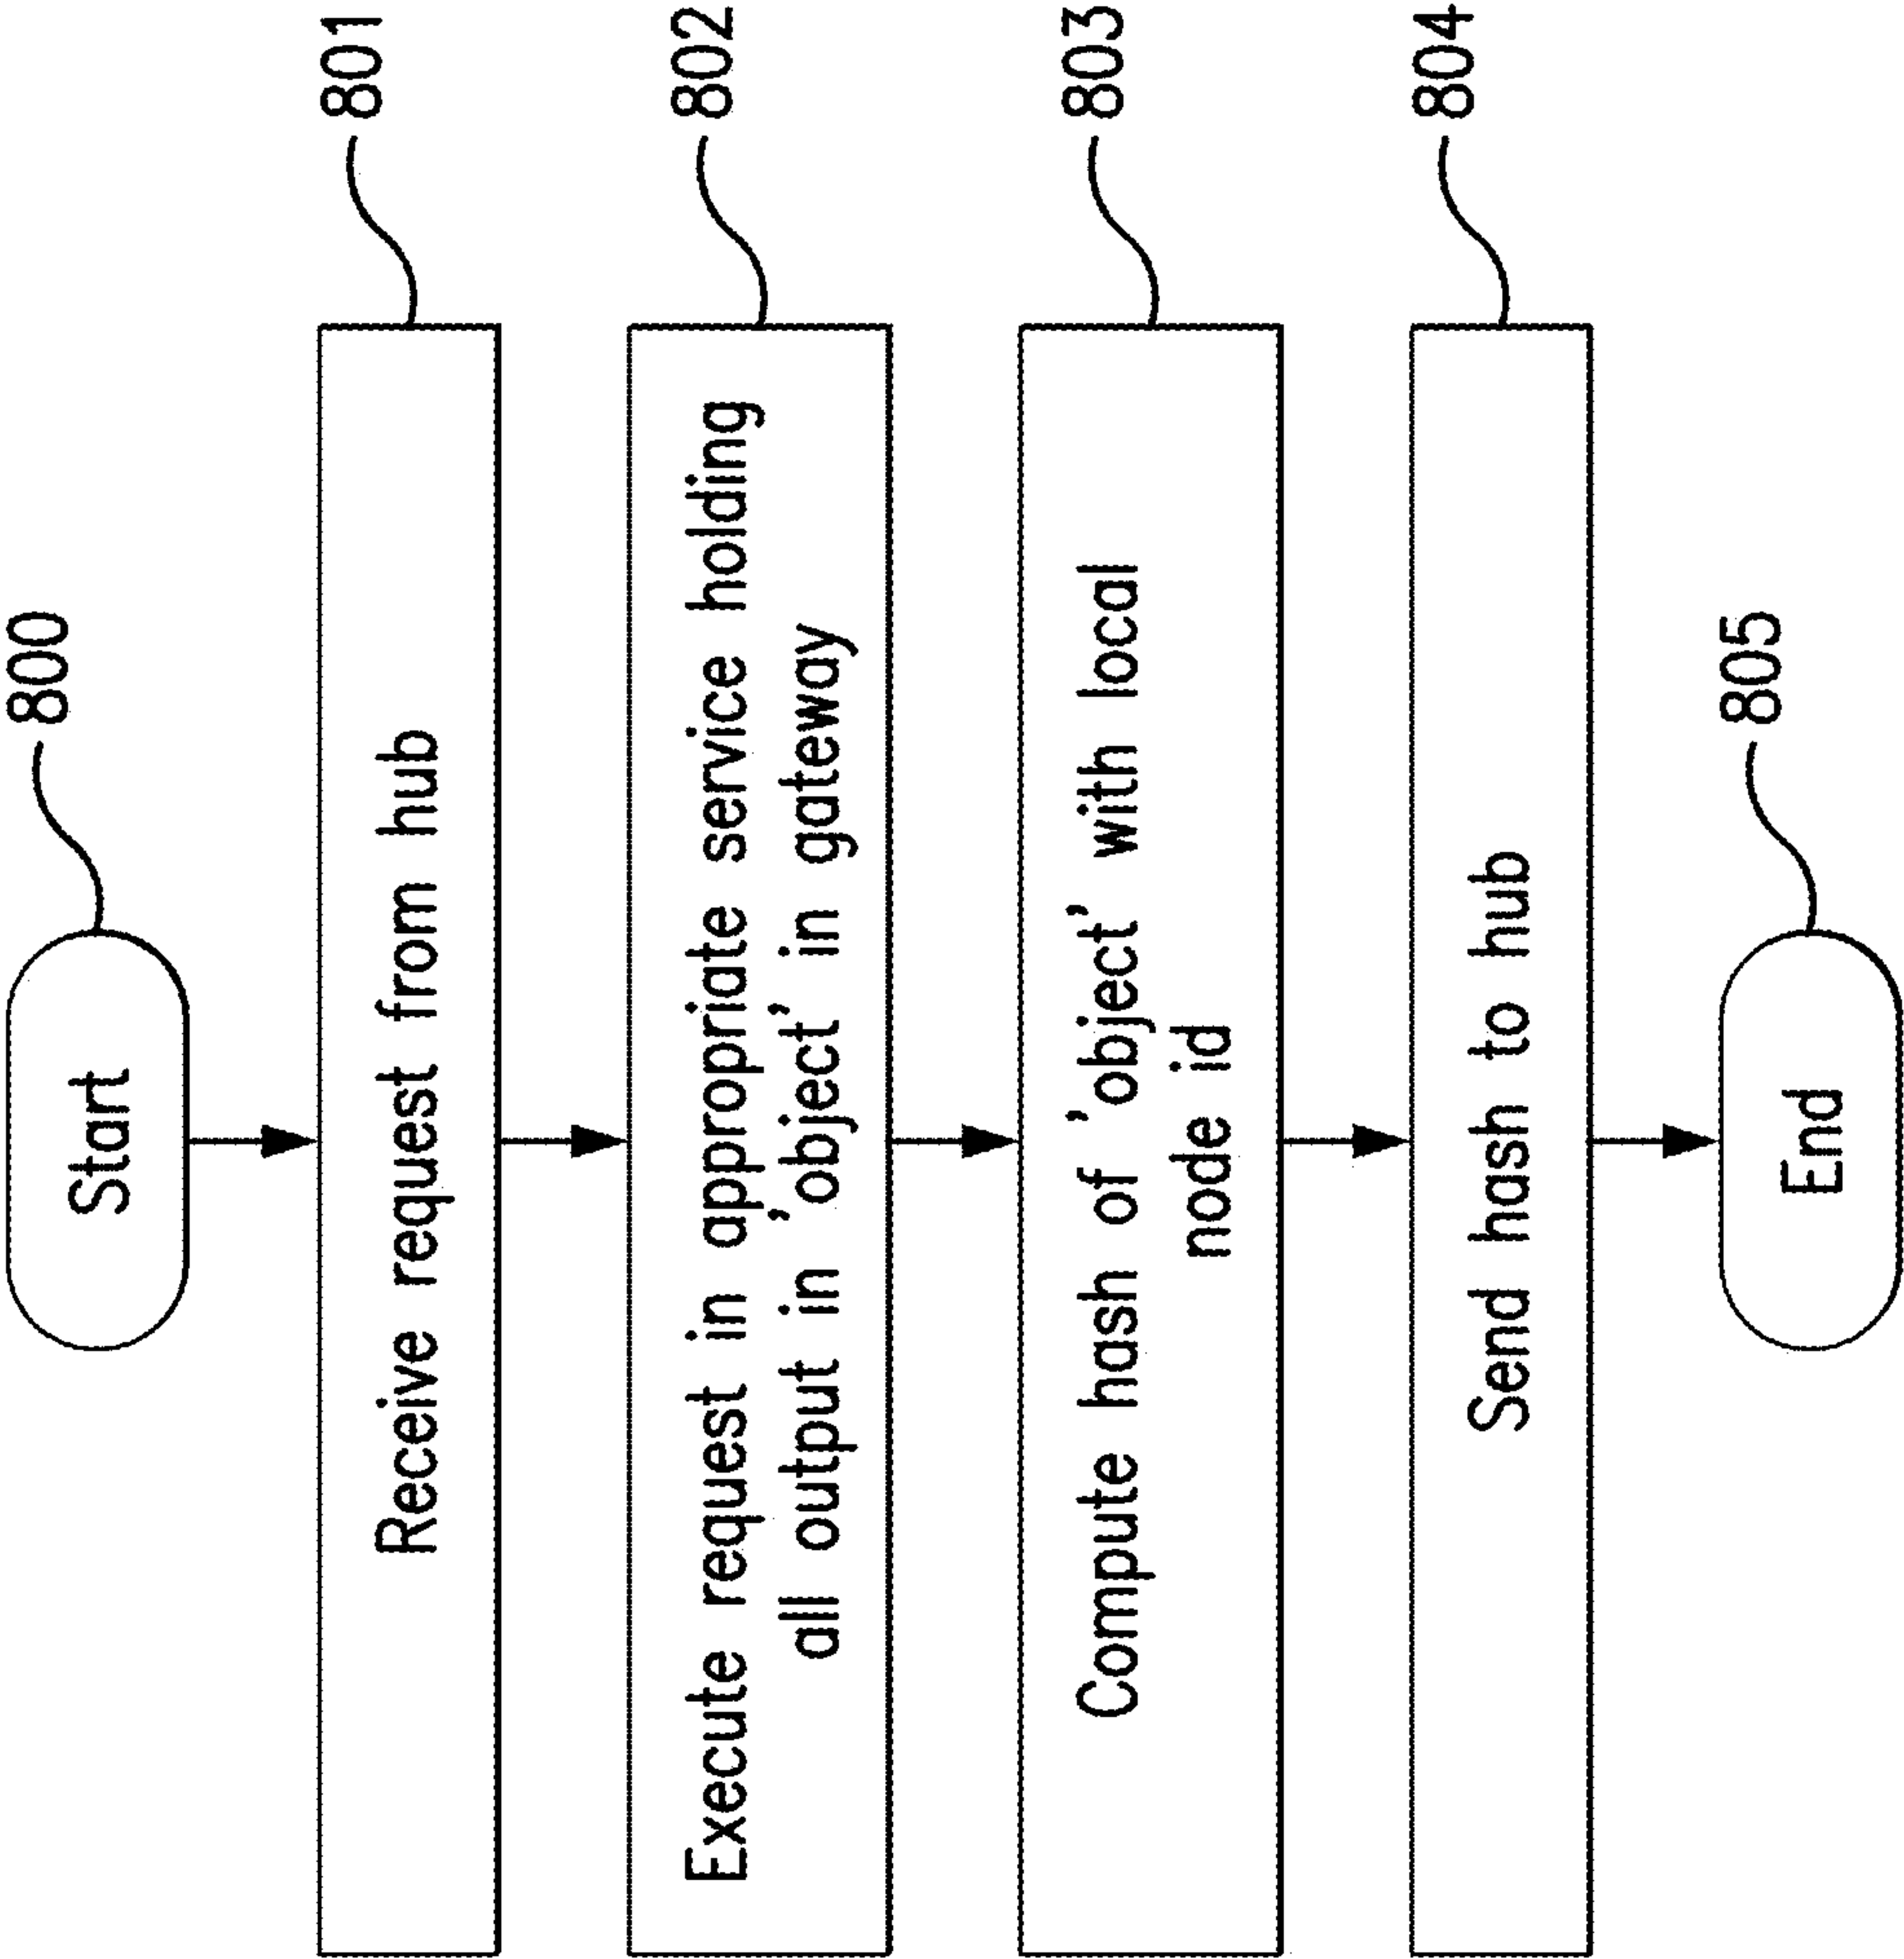 Start
800
Receive request from hub
801
Execute request in appropriate service holding
all output in 'object' in gateway
802
Compute hash of 'object' with local
node id
803
Send hash to hub
804
End
805